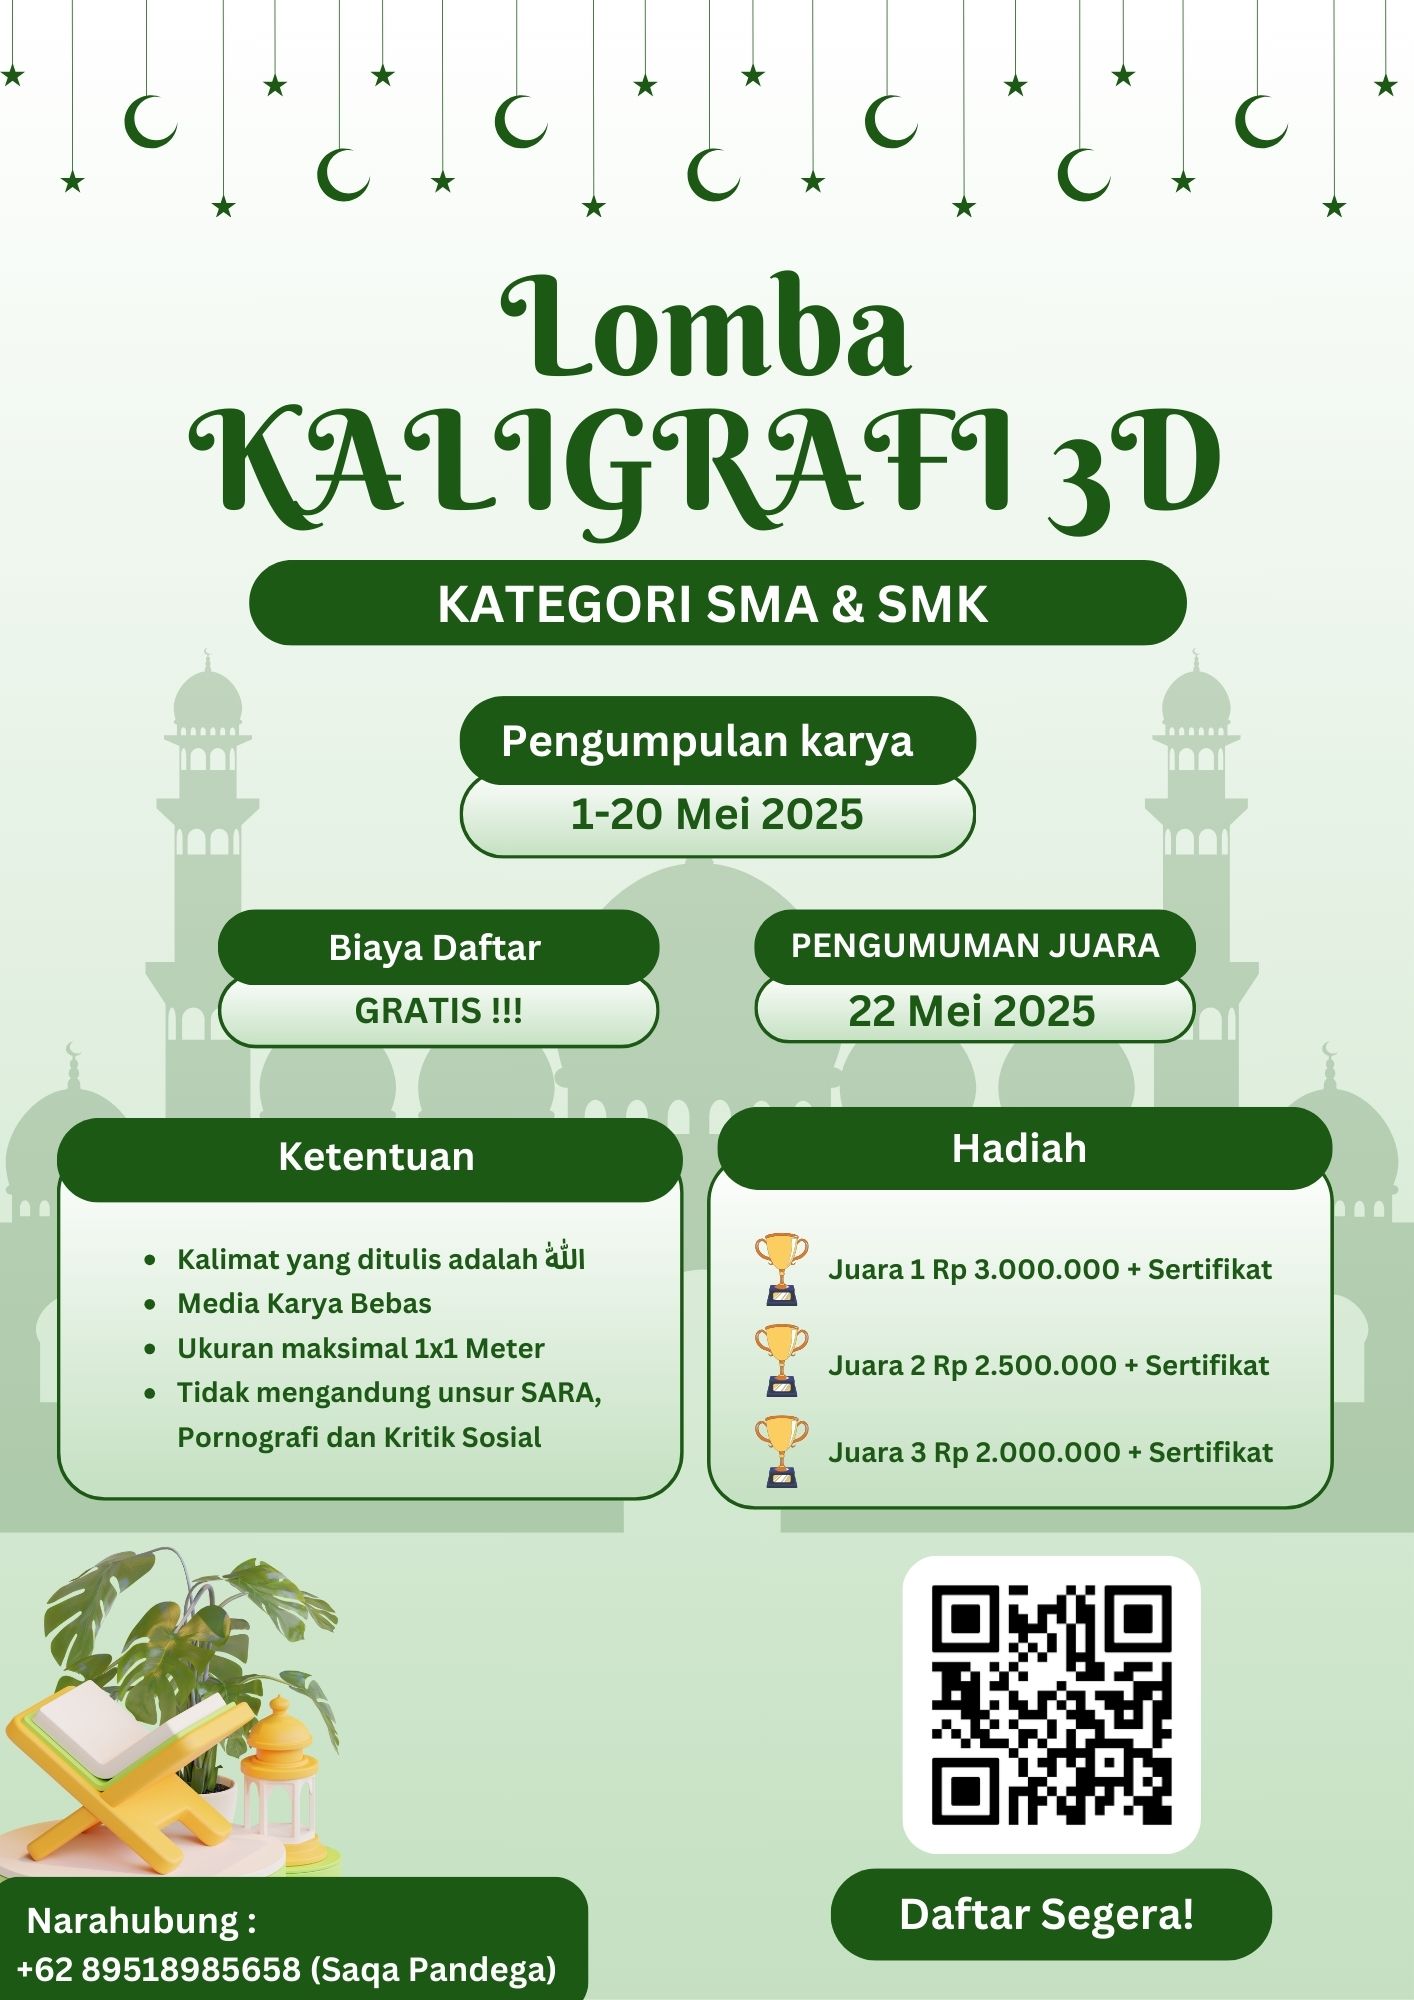 Lomba
KALIGRAFI 3D
KATEGORI SMA & SMK
Pengumpulan karya
1-20 Mei 2025
Biaya Daftar
GRATIS !!!
PENGUMUMAN JUARA
22 Mei 2025
Ketentuan
Kalimat yang ditulis adalah الله
Media Karya Bebas
Ukuran maksimal 1x1 Meter
Tidak mengandung unsur SARA,
Pornografi dan Kritik Sosial
Hadiah
Juara 1 Rp 3.000.000 + Sertifikat
Juara 2 Rp 2.500.000 + Sertifikat
Juara 3 Rp 2.000.000 + Sertifikat
Narahubung :
+62 89518985658 (Saqa Pandega)
Daftar Segera!